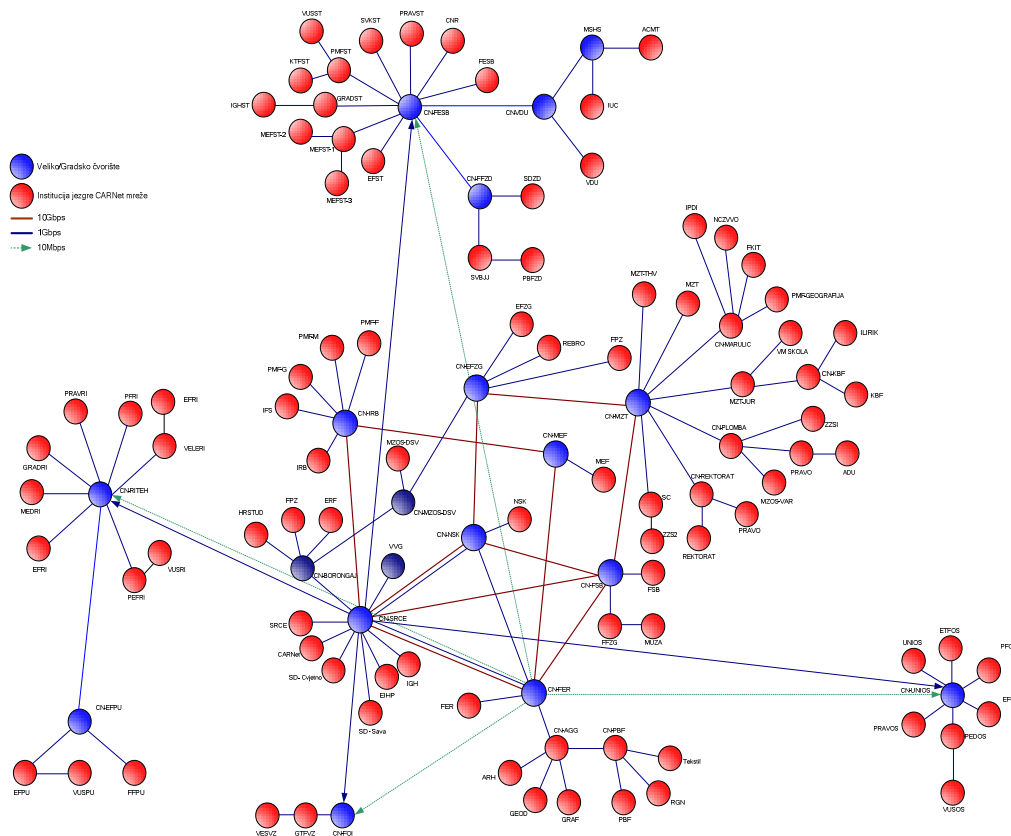 VUSST
SVKST
PRAVST
CNR
PMFST
KTFST
FESB
IGHST
GRADST
CN-FESB
MEFST-2
MEFST-1
EFST
MEFST-3
MSHS
ACMT
CN-VDU
IUC
VDU
CN-FFZD
SDZD
SVBJJ
PBFZD
Veliko/Gradsko čvorište
Institucija jezgre CARNet mreže
10Gbps
1Gbps
10Mbps
IPDI
NCZVVO
FKIT
MZT-THV
MZT
PMF-GEOGRAFIJA
CN-MARULIC
VM SKOLA
ILIRIK
CN-KBF
MZT-JUR
KBF
CN-MZT
CN-PLOMBA
ZZSI
PRAVO
ADU
MZOS-VAR
CN-REKTORAT
PRAVO
REKTORAT
SC
ZZS2
EFZG
REBRO
FPZ
CN-EFZG
PMF-M
PMF-F
PMF-G
IFS
CN-IRB
IRB
MZOS-DSV
CN-MZOS-DSV
CN-MEF
MEF
NSK
CN-NSK
PRAVRI
PFRI
EFRI
GRADRI
VELERI
CN-RITEH
MEDRI
EFRI
VUSRI
PEFRI
HRSTUD
FPZ
ERF
VVG
CN-BORONGAJ
CN-SRCE
SRCE
CARNet
SD- Cvjetno
EIHP
IGH
SD - Sava
CN-FSB
FSB
FFZG
MUZA
CN-FER
FER
CN-AGG
CN-PBF
Tekstil
ARH
GEOD
GRAF
PBF
RGN
CN-EFPU
EFPU
VUSPU
FFPU
VESVZ
GTFVZ
CN-FOI
UNIOS
ETFOS
CN-UNIOS
PRAVOS
PEDOS
VUSOS